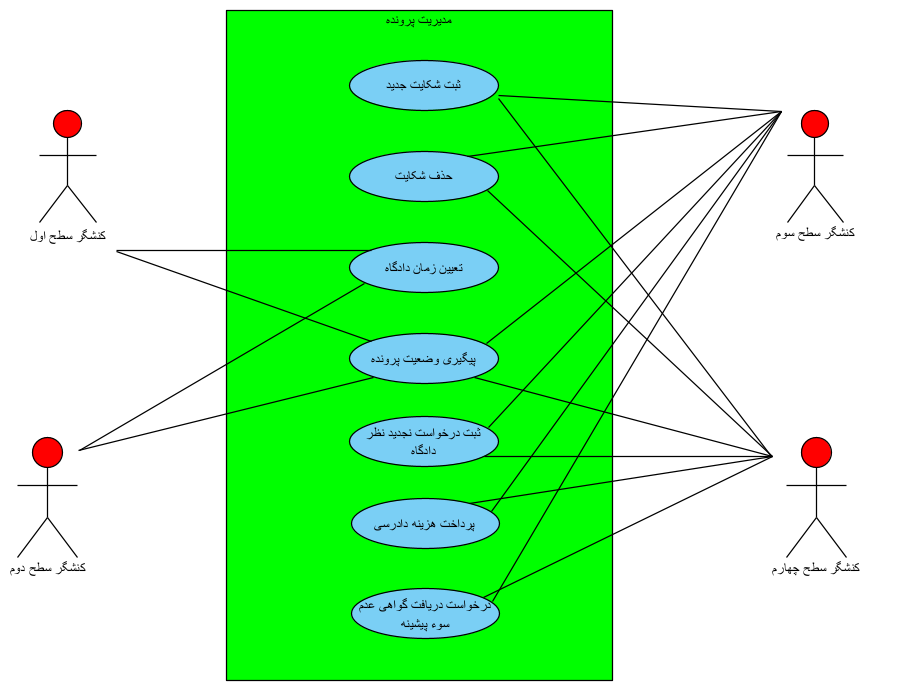 مدیریت پرونده
ثبت شکایت جدید
حذف شکایت
تعیین زمان دادگاه
پیگیری وضعیت پرونده
ثبت درخواست نجدید نظر
دادگاه
پرداخت هزینه دادرسی
درخواست دریافت گواهی عدم
سوء پیشینه
کنشگر سطح سوم
کنشگر سطح اول
کنشگر سطح چهارم
کنشگر سطح دوم